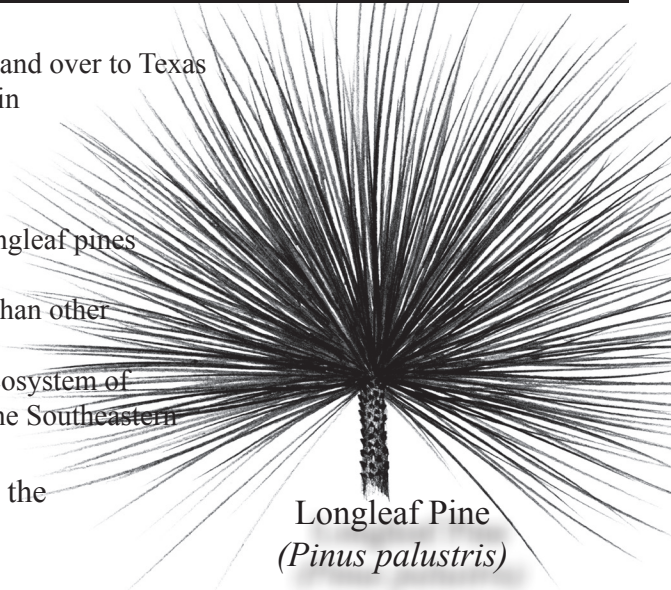 and over to Texas
in
ngleaf pines
han other
osystem of
he Southeastern
the
Longleaf Pine
(Pinus palustris)